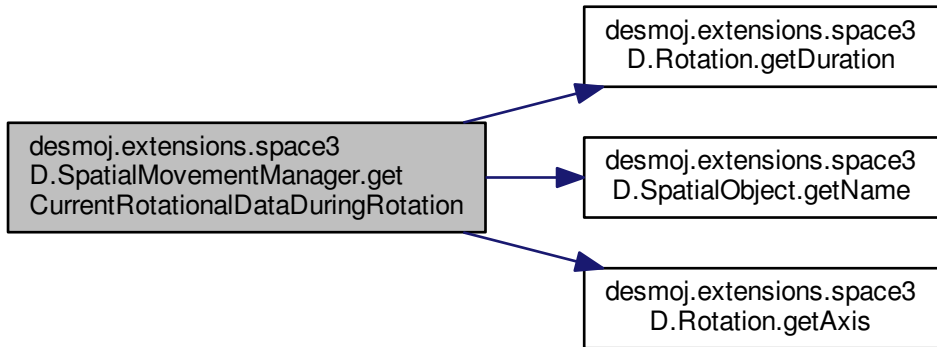 desmoj.extensions.space3
D.Rotation.getDuration
desmoj.extensions.space3
D.SpatialMovementManager.get
CurrentRotationalDataDuringRotation
desmoj.extensions.space3
D.SpatialObject.getName
desmoj.extensions.space3
D.Rotation.getAxis